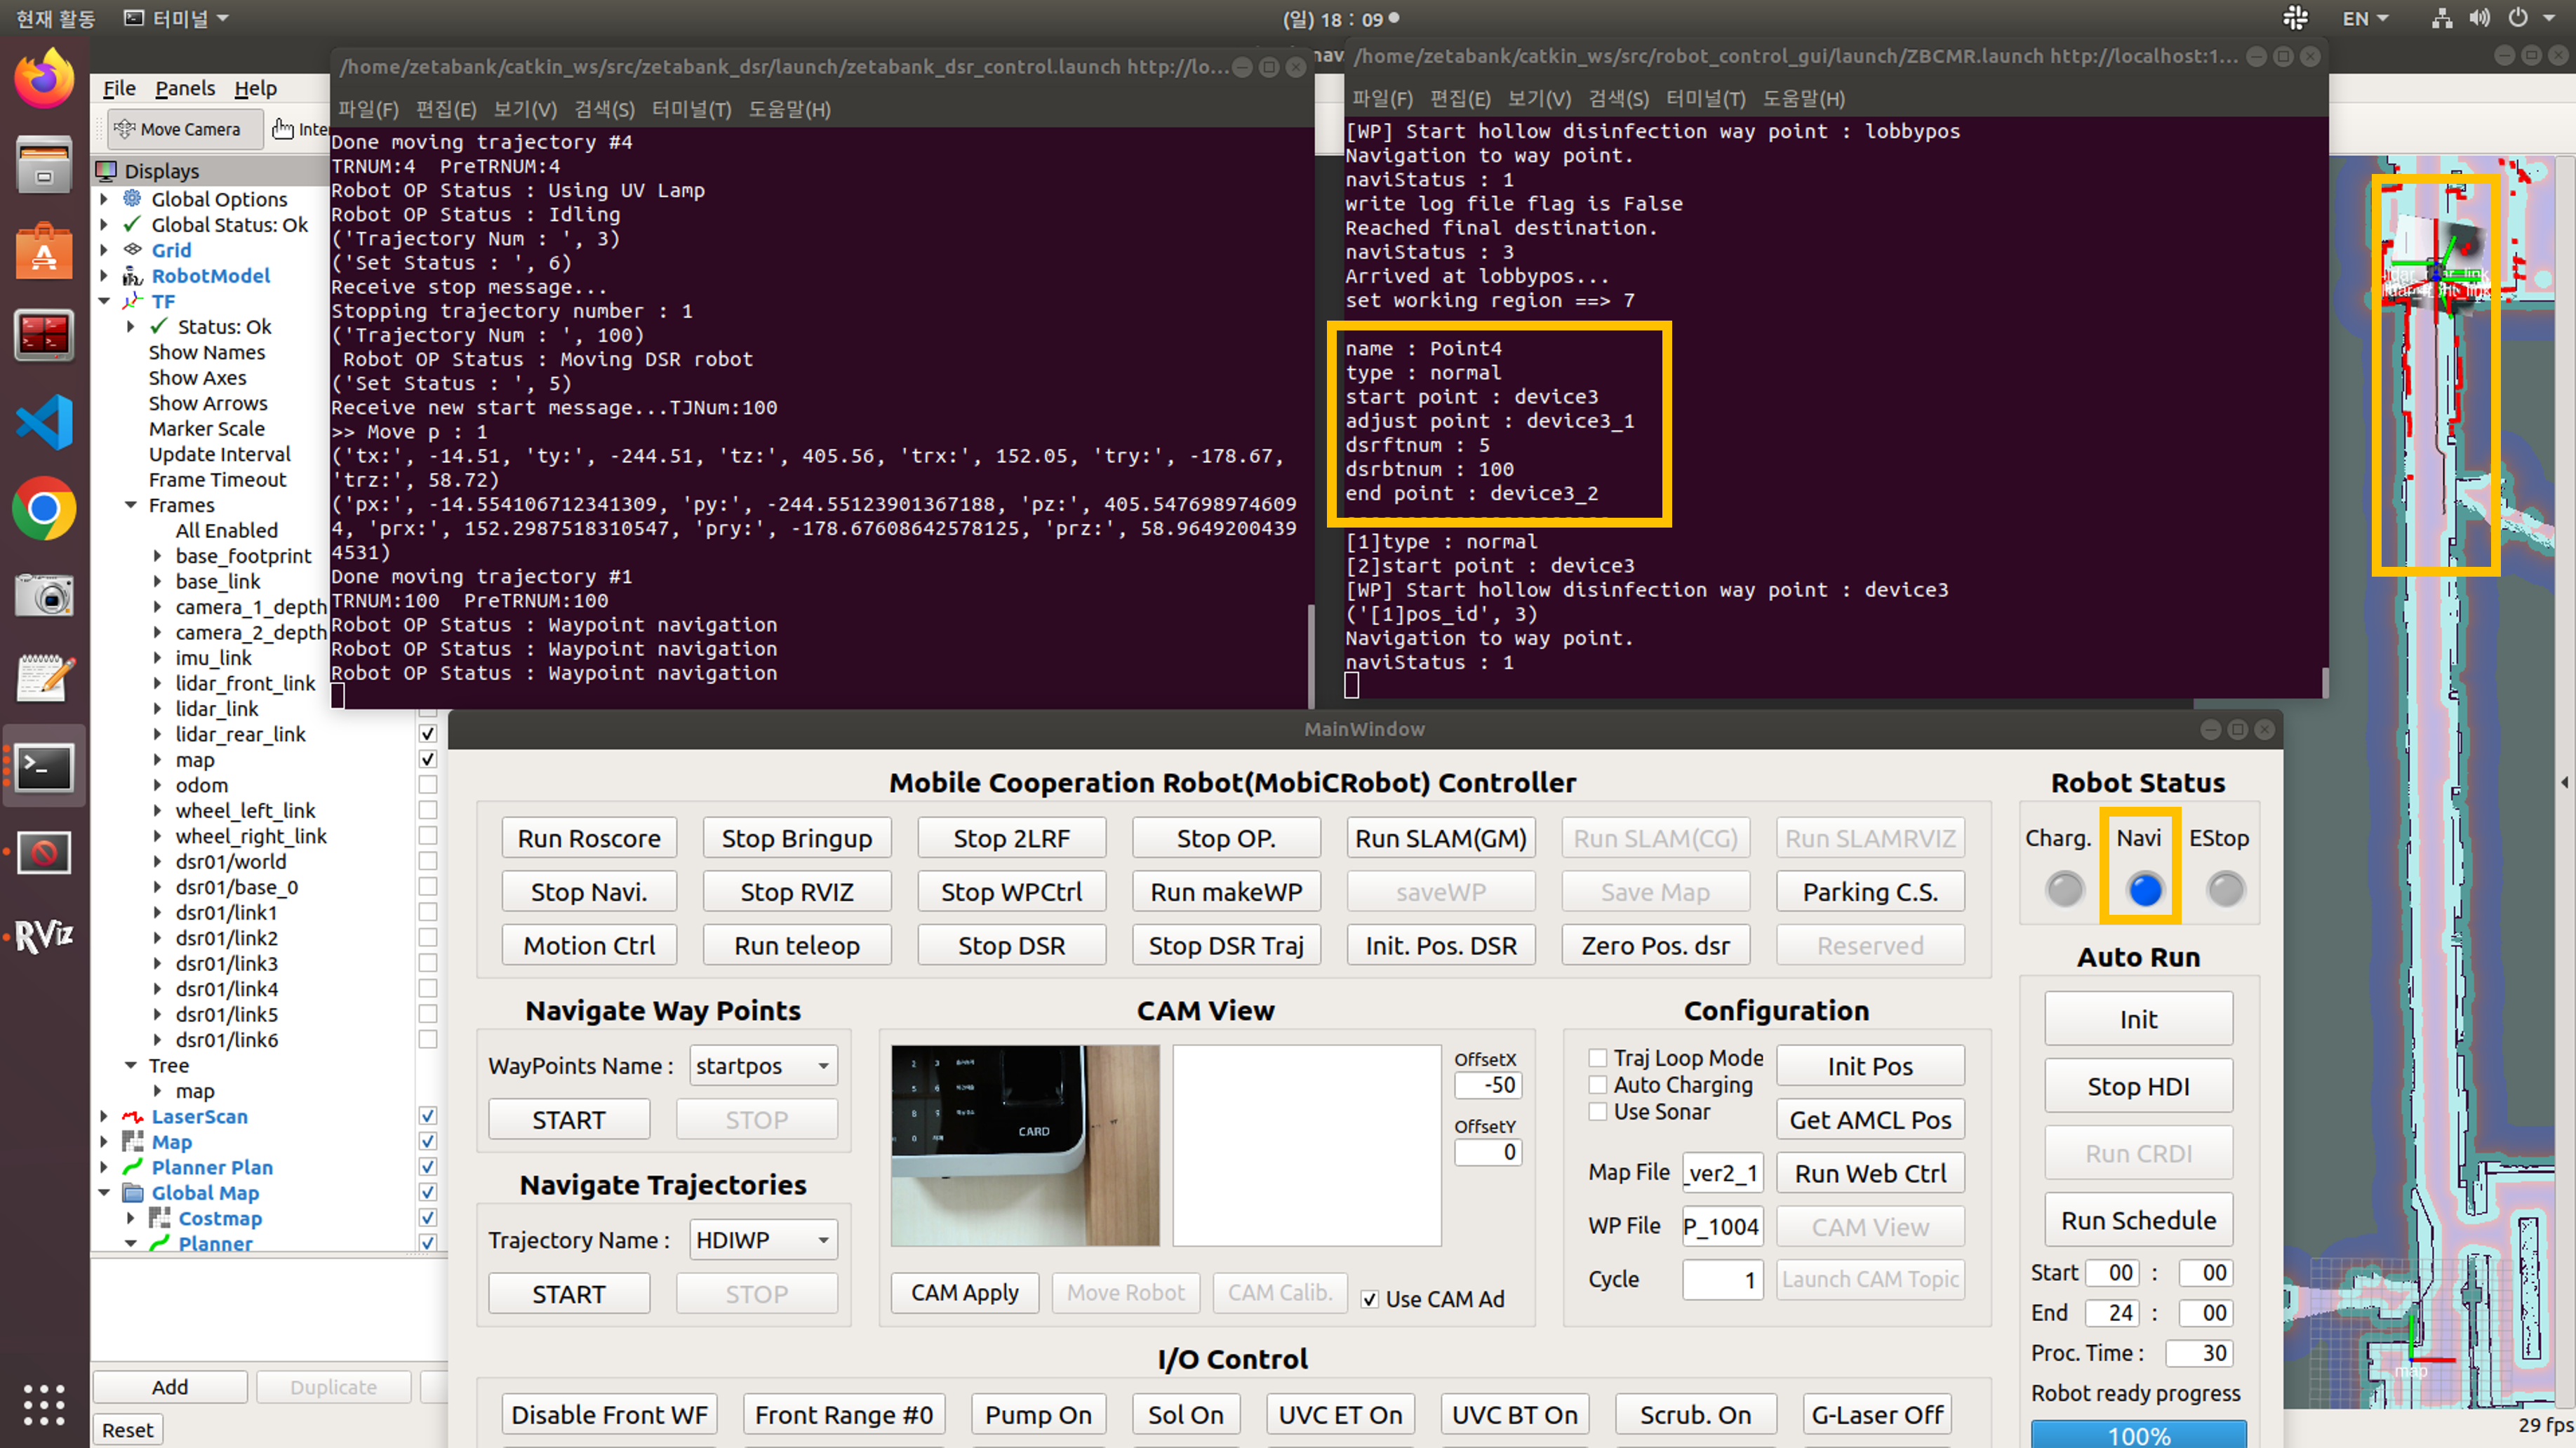 현재 활동
터미널
(일) 18 : 09
EN
/home/zetabank/catkin_ws/src/zetabank_dsr/launch/zetabank_dsr_control.launch http://lo...
파일(F) 편집(E) 보기(V) 검색(S) 터미널(T) 도움말(H)
Done moving trajectory #4
TRNUM:4 PreTRNUM:4
Robot OP Status : Using UV Lamp
Robot OP Status : Idling
('Trajectory Num : ', 3)
('Set Status : ', 6)
Receive stop message...
Stopping trajectory number : 1
('Trajectory Num : ', 100)
Robot OP Status : Moving DSR robot
('Set Status : ', 5)
Receive new start message...TJNum:100
>> Move p : 1
('tx:', -14.51, 'ty:', -244.51, 'tz:', 405.56, 'trx:', 152.05, 'try:', -178.67,
'trz:', 58.72)
('px:', -14.554106712341309, 'py:', -244.55123901367188, 'pz:', 405.547698974609
4, 'prx:', 152.2987518310547, 'pry:', -178.67608642578125, 'prz:', 58.9649200439
4531)
Done moving trajectory #1
TRNUM:100 PreTRNUM:100
Robot OP Status : Waypoint navigation
Robot OP Status : Waypoint navigation
Robot OP Status : Waypoint navigation
nav
/home/zetabank/catkin_ws/src/robot_control_gui/launch/ZBCMR.launch http://localhost:1...
파일(F) 편집(E) 보기(V) 검색(S) 터미널(T) 도움말(H)
[WP] Start hollow disinfection way point : lobbypos
Navigation to way point.
naviStatus : 1
write log file flag is False
Reached final destination.
naviStatus : 3
Arrived at lobbypos...
set working region ==> 7
name : Point4
type : normal
start point : device3
adjust point : device3_1
dsrftnum : 5
dsrbtnum : 100
end point : device3_2
----------------------
[1]type : normal
[2]start point : device3
[WP] Start hollow disinfection way point : device3
('[1]pos_id', 3)
Navigation to way point.
naviStatus : 1
File Panels Help
Move Camera
Inter
Displays
Global Options
Global Status: Ok
Grid
RobotModel
TF
Status: Ok
Show Names
Show Axes
Show Arrows
Marker Scale
Update Interval
Frame Timeout
Frames
All Enabled
base_footprint
base_link
camera_1_depth
camera_2_depth
imu_link
lidar_front_link
lidar_link
lidar_rear_link
map
odom
wheel_left_link
wheel_right_link
dsr01/world
dsr01/base_0
dsr01/link1
dsr01/link2
dsr01/link3
dsr01/link4
dsr01/link5
dsr01/link6
Tree
map
LaserScan
Map
Planner Plan
Global Map
Costmap
Planner
Add Duplicate
Reset
RViz
MainWindow
Mobile Cooperation Robot(MobiCRobot) Controller
Run Roscore Stop Bringup Stop 2LRF Stop OP. Run SLAM(GM) Run SLAM(CG) Run SLAMRVIZ
Stop Navi. Stop RVIZ Stop WPCtrl Run makeWP saveWP Save Map Parking C.S.
Motion Ctrl Run teleop Stop DSR Stop DSR Traj Init. Pos. DSR Zero Pos. dsr Reserved
Robot Status
Charg. Navi EStop
Navigate Way Points
WayPoints Name : startpos
START STOP
Navigate Trajectories
Trajectory Name : HDIWP
START STOP
CAM View
CARD
OffsetX
-50
OffsetY
0
CAM Apply Move Robot CAM Calib. Use CAM Ad
Configuration
Traj Loop Mode
Auto Charging
Use Sonar
Init Pos
Get AMCL Pos
Map File _ver2_1 Run Web Ctrl
WP File P_1004 CAM View
Cycle 1 Launch CAM Topic
Auto Run
Init
Stop HDI
Run CRDI
Run Schedule
Start 00 : 00
End 24 : 00
Proc. Time : 30
Robot ready progress
100%
I/O Control
Disable Front WF Front Range #0 Pump On Sol On UVC ET On UVC BT On Scrub. On G-Laser Off
map
29 fps